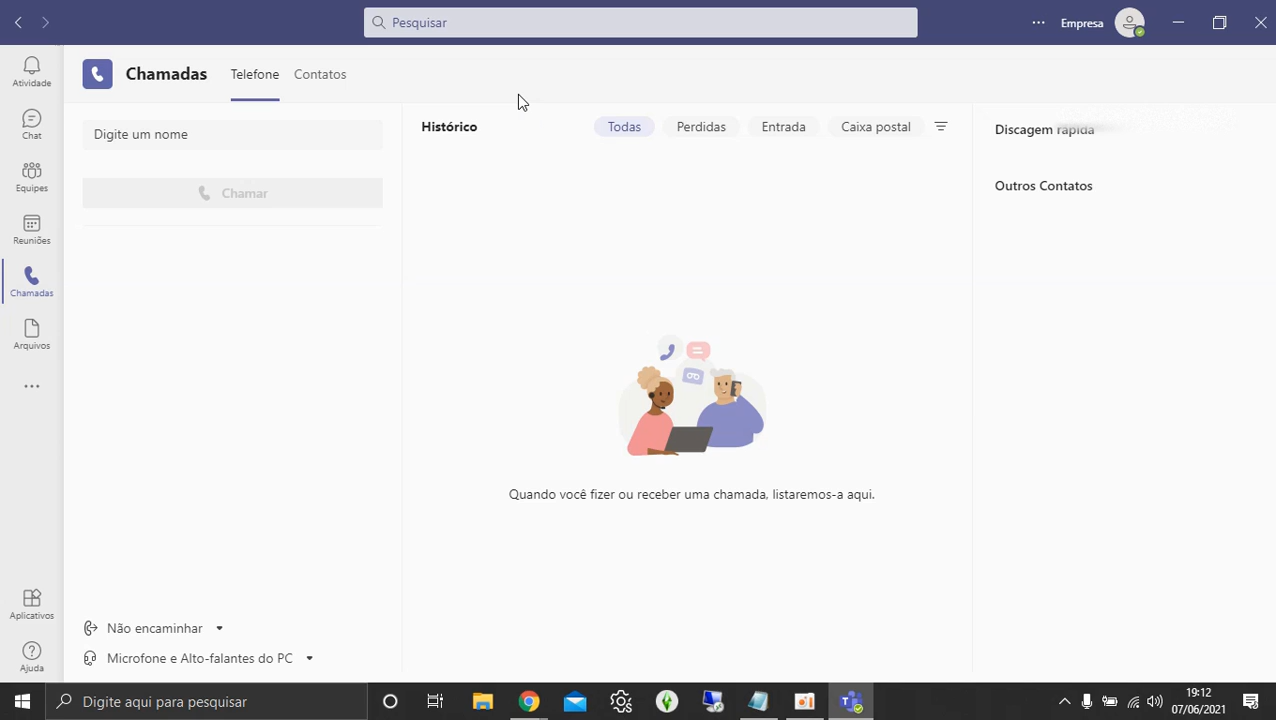 Pesquisar
Empresa
Atividade
Chat
Equipes
Reuniões
Chamadas
Arquivos
Aplicativos
Ajuda
Chamadas Telefone Contatos
Digite um nome
Chamar
Não encaminhar
Microfone e Alto-falantes do PC
Histórico Todas Perdidas Entrada Caixa postal
Quando você fizer ou receber uma chamada, listaremos-a aqui.
Discagem rápida
Outros Contatos
Digite aqui para pesquisar
19:12
07/06/2021